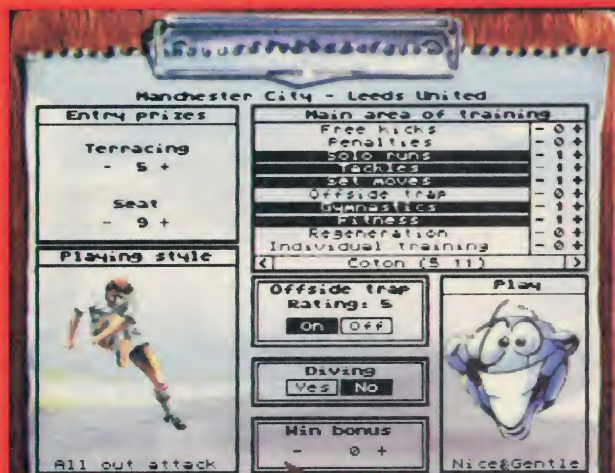 Manchester City - Leeds United
Entry prizes
Terracing
- 5 +
Seat
- 9 +
Main area of training
Free kicks - 0 +
Penalties - 0 +
Solo runs - 1 +
Tackles - 1 +
Set moves - 1 +
Offside trap - 0 +
Gymnastics - 1 +
Fitness - 1 +
Regeneration - 0 +
Individual training - 0 +
< Coton (S 11) >
Playing style
All out attack
Offside trap
Rating: 5
On Off
Diving
Yes No
Win bonus
- 0 +
Play
Nice&Gentle